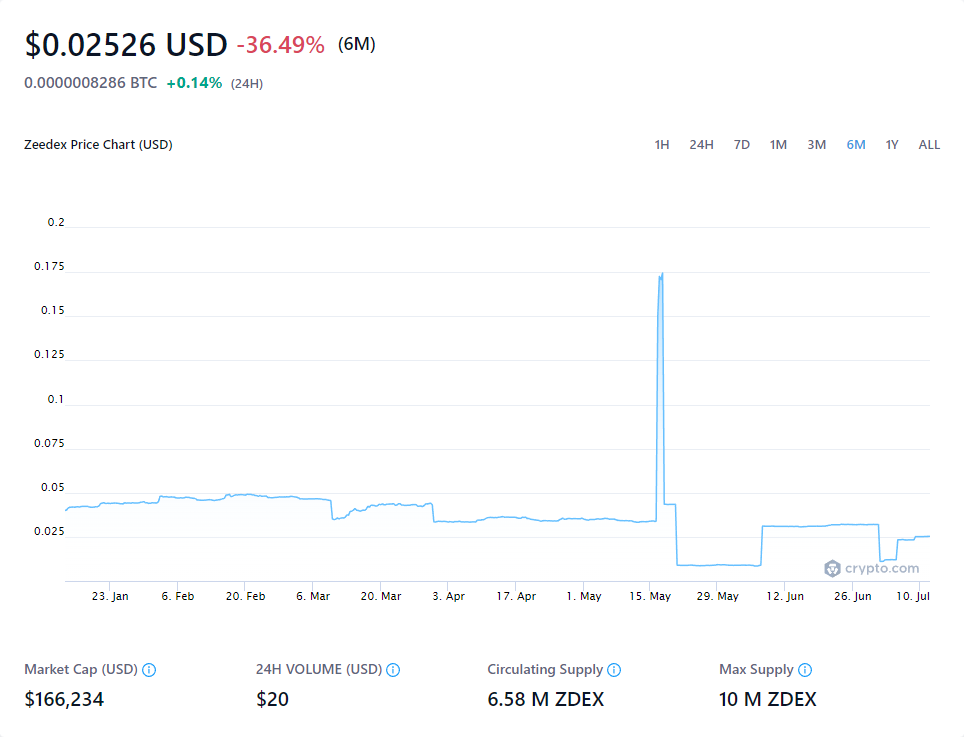 $0.02526 USD -36.49% (6M)
0.0000008286 BTC +0.14% (24H)
Zeedex Price Chart (USD) 1H 24H 7D 1M 3M 6M 1Y ALL
0.2
0.175
0.15
0.125
0.1
0.075
0.05
0.025
crypto.com
23. Jan 6. Feb 20. Feb 6. Mar 20. Mar 3. Apr 17. Apr 1. May 15. May 29. May 12. Jun 26. Jun 10. Jul
Market Cap (USD) 24H VOLUME (USD) Circulating Supply Max Supply
$166,234 $20 6.58 M ZDEX 10 M ZDEX